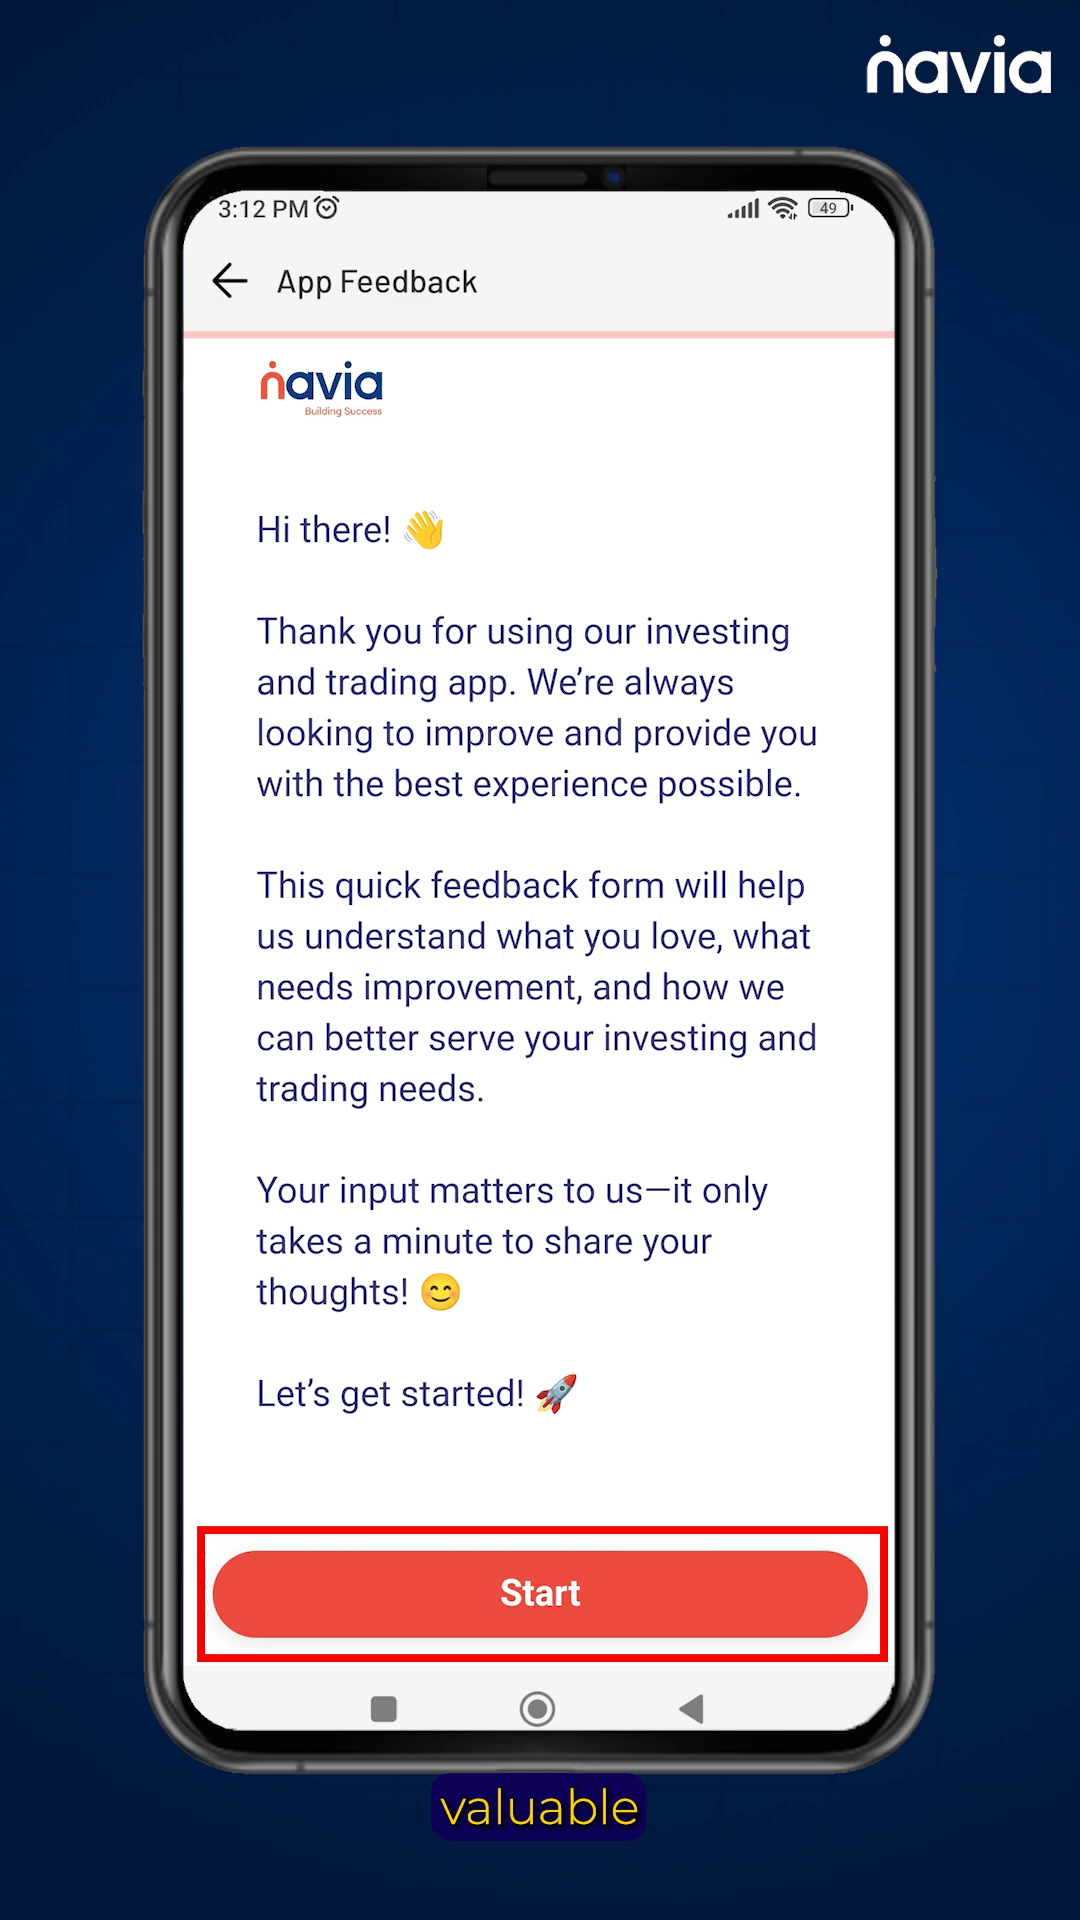 navia
3:12 PM
49
App Feedback
navia
Building Success
Hi there! 👋
Thank you for using our investing
and trading app. We’re always
looking to improve and provide you
with the best experience possible.
This quick feedback form will help
us understand what you love, what
needs improvement, and how we
can better serve your investing and
trading needs.
Your input matters to us—it only
takes a minute to share your
thoughts! 😊
Let’s get started! 🚀
Start
valuable